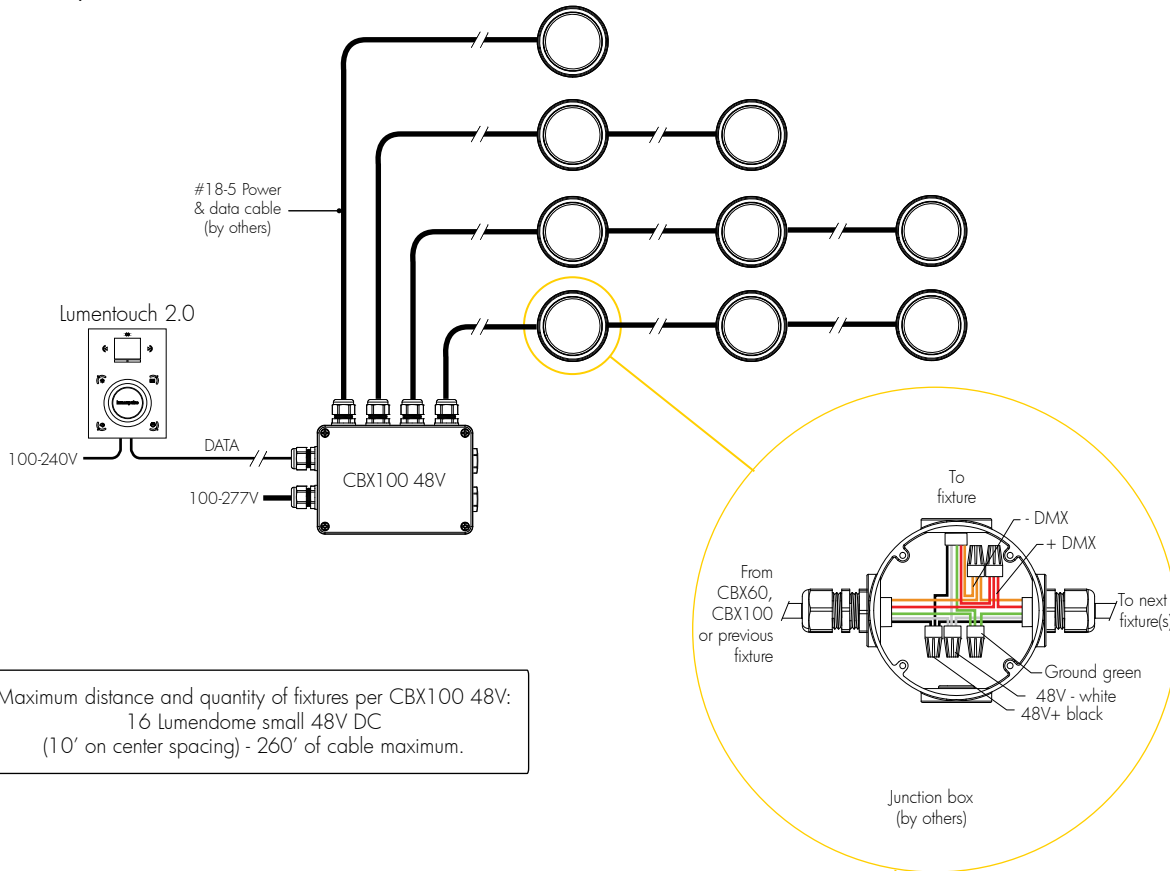 #18-5 Power
& data cable
(by others)
Lumentouch 2.0
100-240V
DATA
100-277V
CBX100 48V
To
fixture
- DMX
+ DMX
From
CBX60,
CBX100
or previous
fixture
To next
fixture(s)
Ground green
48V - white
48V+ black
Junction box
(by others)
Maximum distance and quantity of fixtures per CBX100 48V:
16 Lumendome small 48V DC
(10' on center spacing) - 260' of cable maximum.